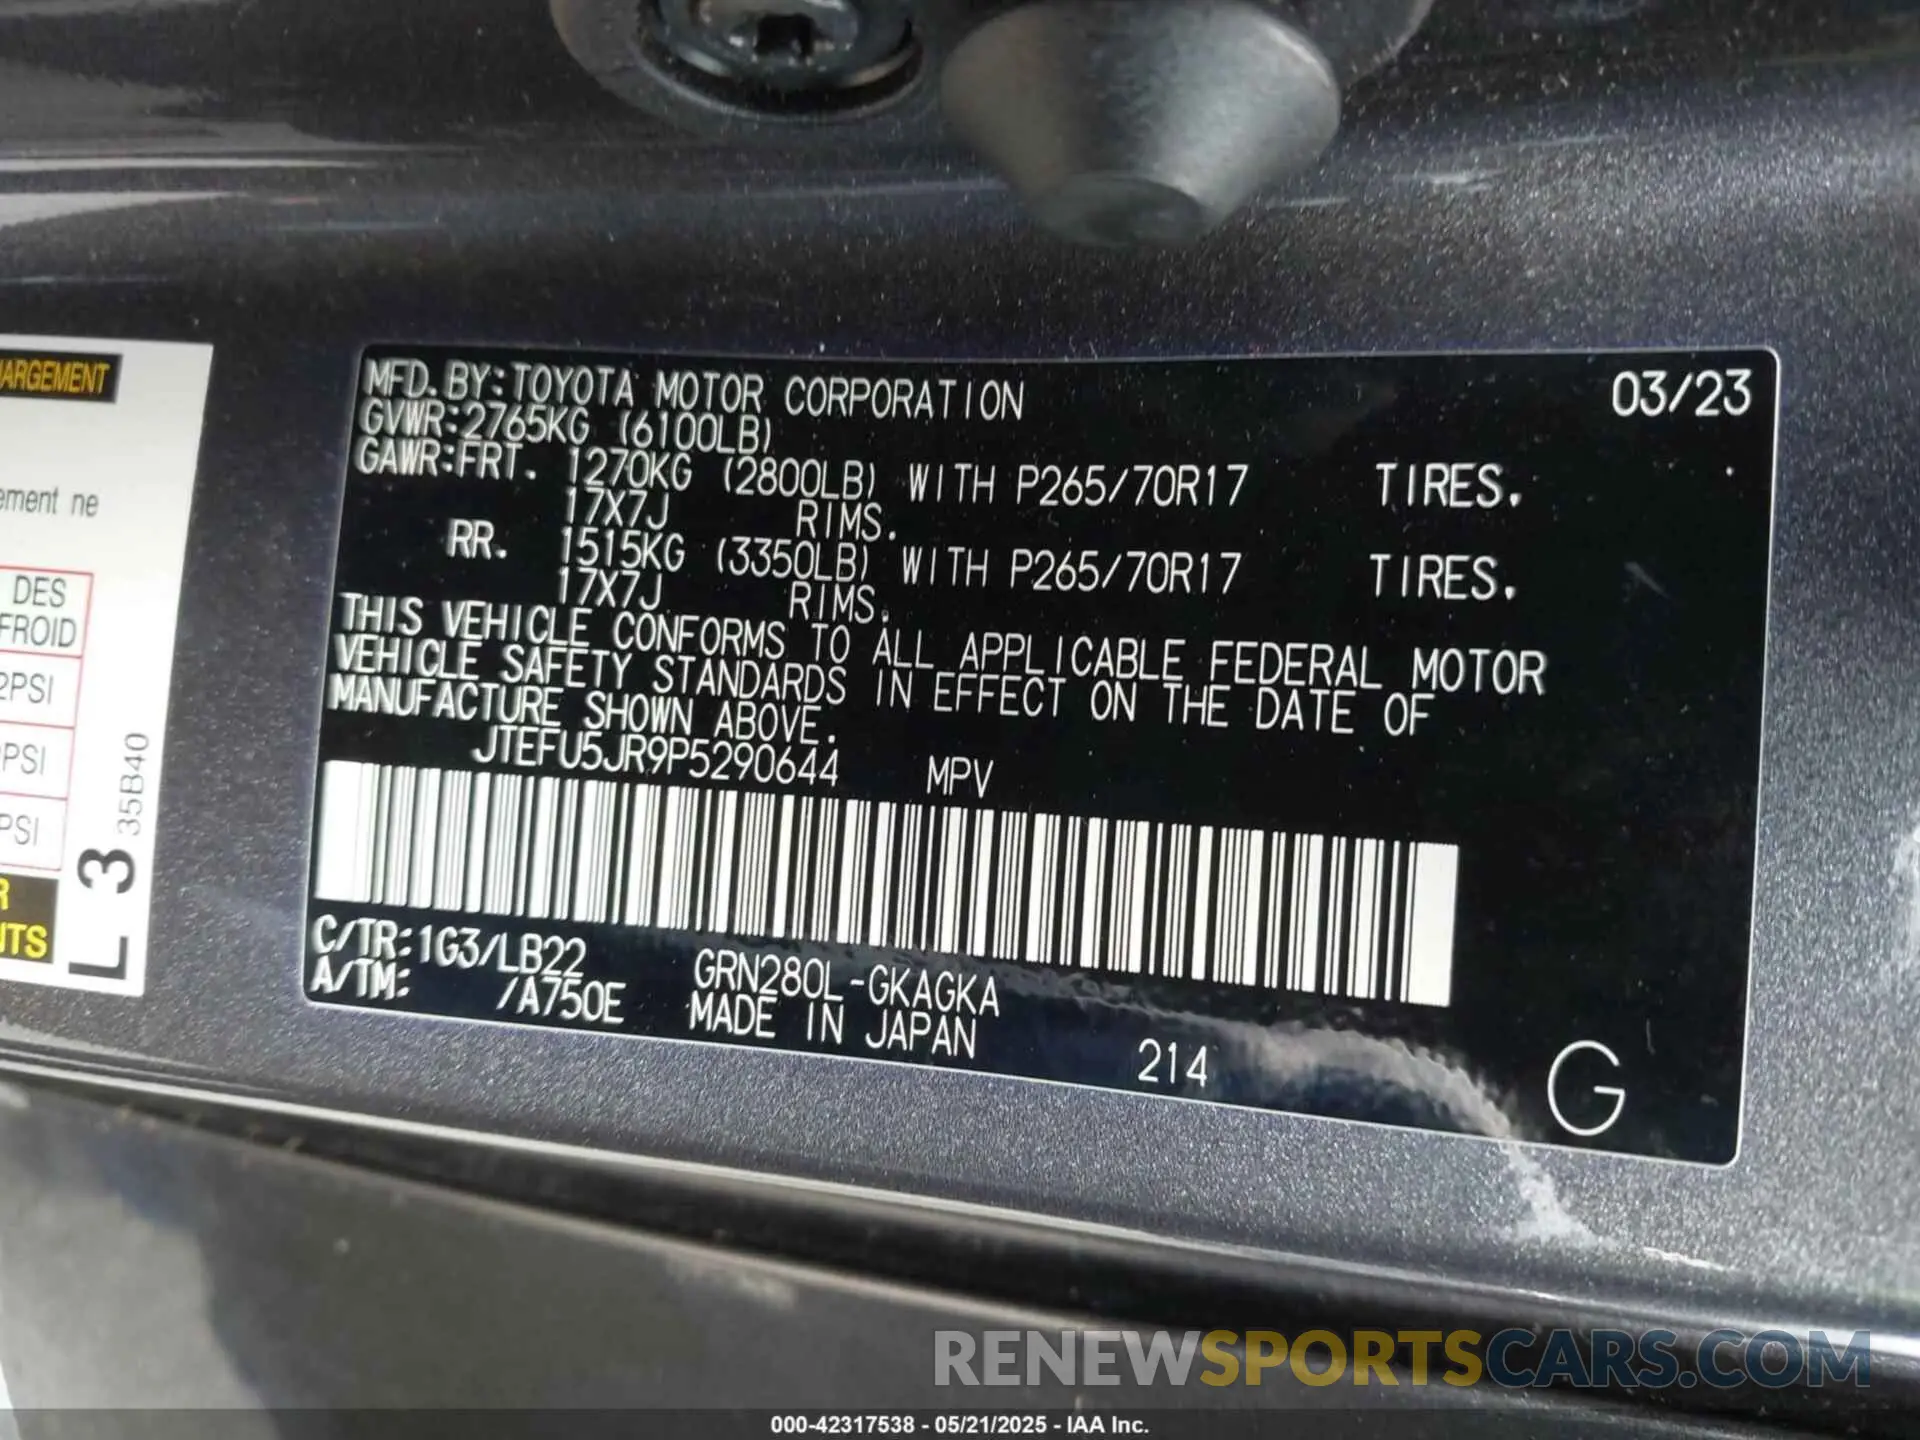 MFD.BY:TOYOTA MOTOR CORPORATION 03/23
GVWR:2765KG (6100LB)
GAWR:FRT. 1270KG (2800LB) WITH P265/70R17 TIRES.
17X7J RIMS.
RR. 1515KG (3350LB) WITH P265/70R17 TIRES.
17X7J RIMS.
THIS VEHICLE CONFORMS TO ALL APPLICABLE FEDERAL MOTOR
VEHICLE SAFETY STANDARDS IN EFFECT ON THE DATE OF
MANUFACTURE SHOWN ABOVE.
JTEFU5JR9P5290644 MPV
C/TR:1G3/LB22 GRN280L-GKAGKA
A/TM: /A750E MADE IN JAPAN
214
G
ARGEMENT
ement ne
DES
FROID
2PSI
PSI
PSI
R
UTS
L 3
35B40
RENEWSPORTSCARS.COM
000-42317538 - 05/21/2025 - IAA Inc.